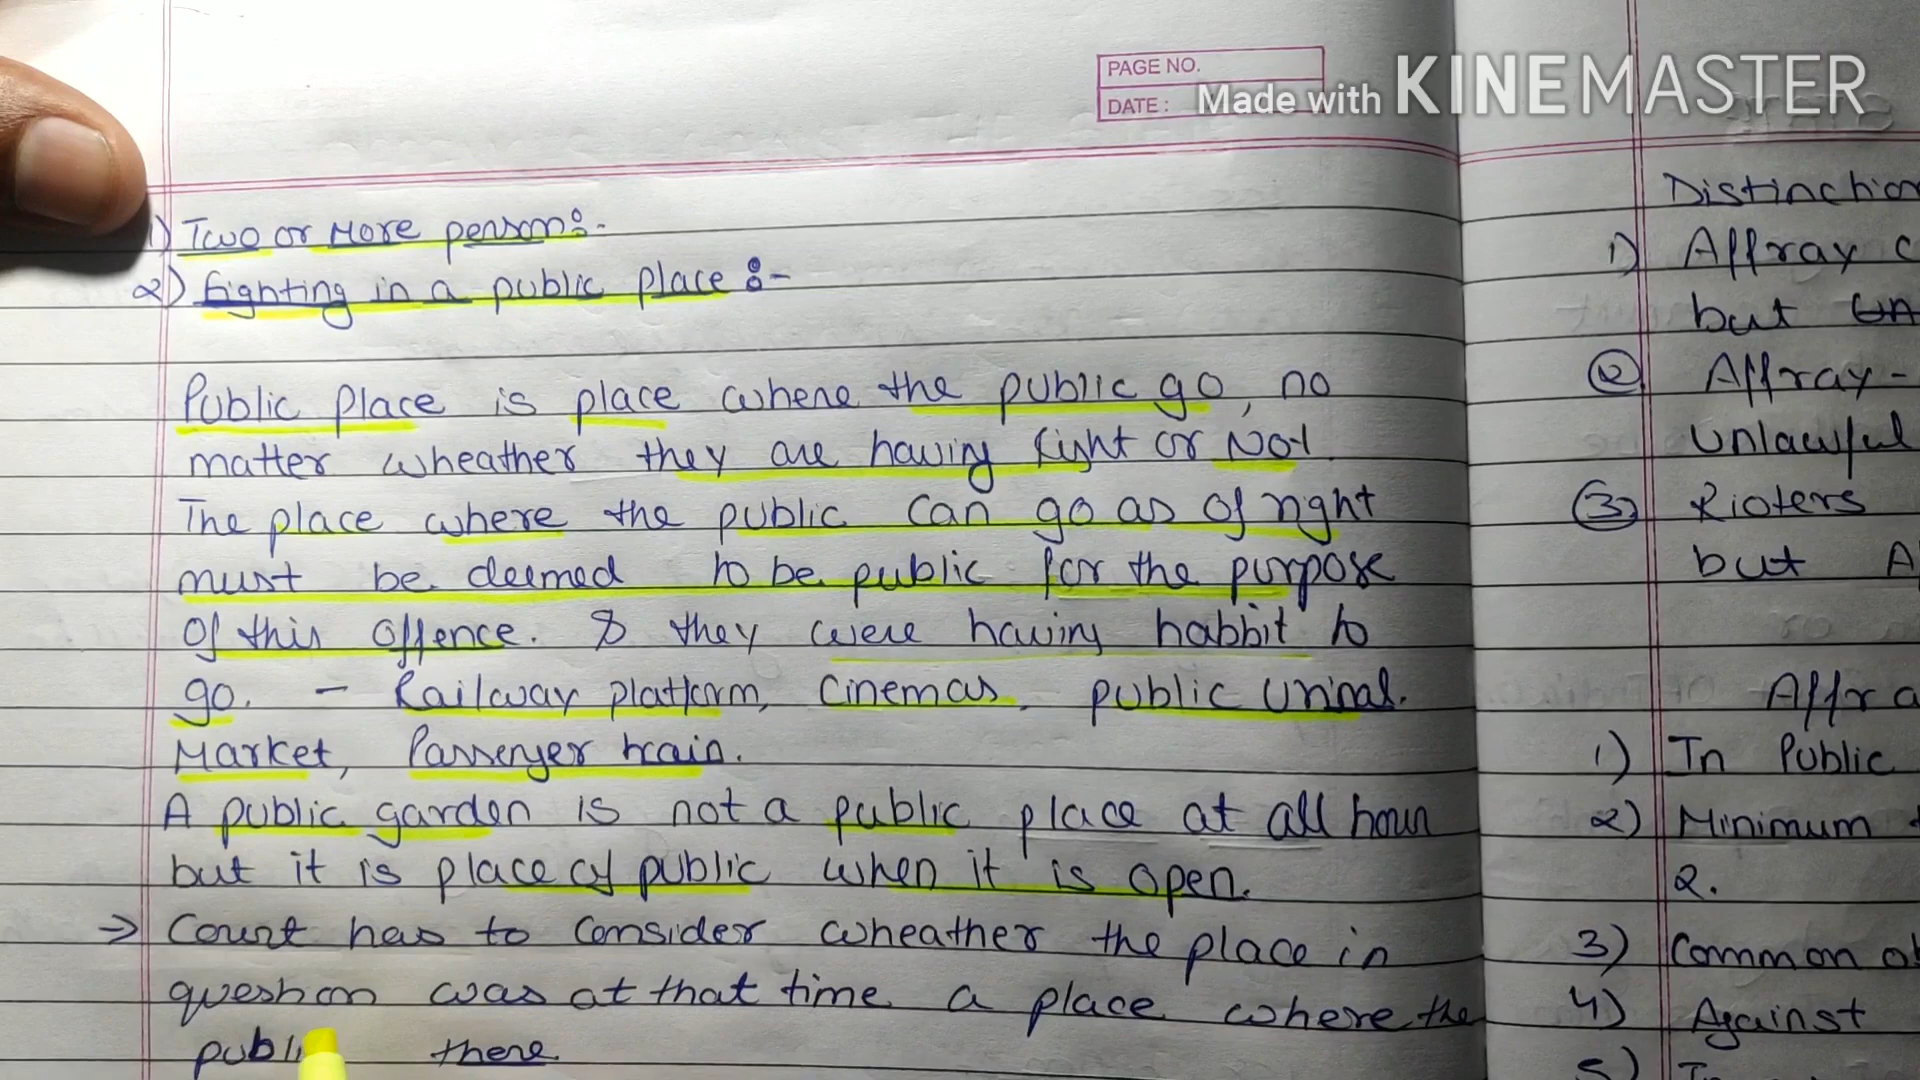 PAGE NO.
DATE :
Made with KINEMASTER
1) Two or More person :-
2) fighting in a public place :-
Public Place is place where the public go, no
matter wheather they are having right or Not.
The place where the public can go as of right
must be deemed to be public for the purpose
of this offence. & they were having habbit to
go. - Railway platform, Cinemas, public urinal.
Market, Passenger train.
A public garden is not a public place at all hour
but it is place of public when it is open.
→ Court has to consider wheather the place in
question was at that time a place where the
there
Distinction
1) Affray
but
② Affray -
Unlawful
③ Rioters
but
1) In Public
2) Minimum
2.
3) Common
4) Against
5)